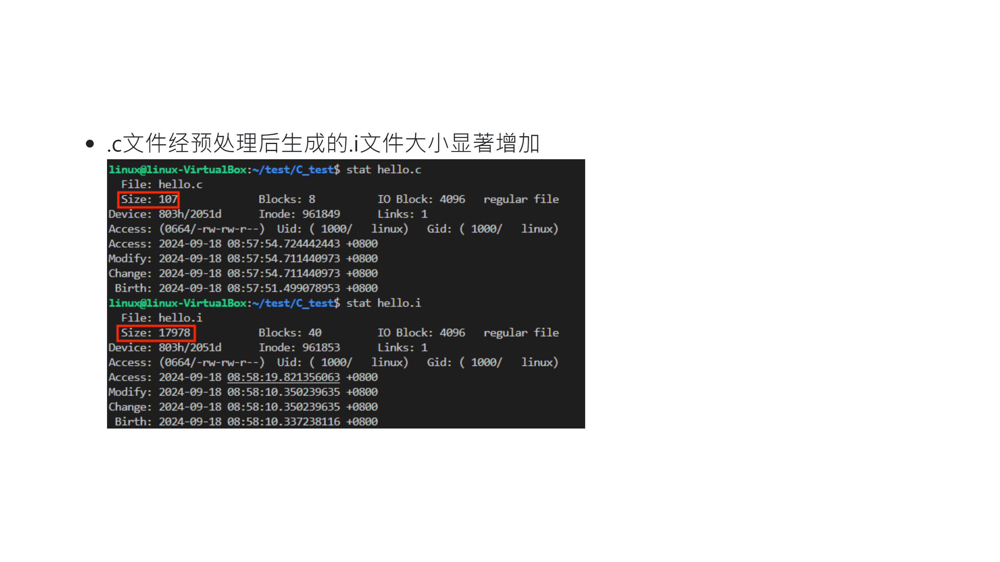 • .c文件经预处理后生成的.i文件大小显著增加
linux@linux-VirtualBox:~/test/C_test$ stat hello.c
  File: hello.c
  Size: 107             Blocks: 8          IO Block: 4096   regular file
Device: 803h/2051d      Inode: 961849      Links: 1
Access: (0664/-rw-rw-r--)  Uid: ( 1000/   linux)   Gid: ( 1000/   linux)
Access: 2024-09-18 08:57:54.724442443 +0800
Modify: 2024-09-18 08:57:54.711440973 +0800
Change: 2024-09-18 08:57:54.711440973 +0800
 Birth: 2024-09-18 08:57:51.499078953 +0800
linux@linux-VirtualBox:~/test/C_test$ stat hello.i
  File: hello.i
  Size: 17978           Blocks: 40         IO Block: 4096   regular file
Device: 803h/2051d      Inode: 961853      Links: 1
Access: (0664/-rw-rw-r--)  Uid: ( 1000/   linux)   Gid: ( 1000/   linux)
Access: 2024-09-18 08:58:19.821356063 +0800
Modify: 2024-09-18 08:58:10.350239635 +0800
Change: 2024-09-18 08:58:10.350239635 +0800
 Birth: 2024-09-18 08:58:10.337238116 +0800